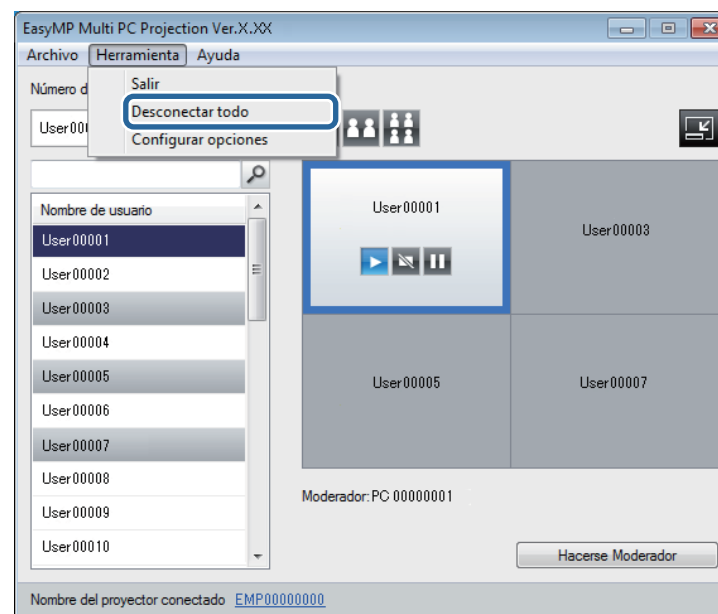 EasyMP Multi PC Projection Ver.X.XX
Archivo Herramienta Ayuda
Número d
Salir
Desconectar todo
Configurar opciones
User00
Nombre de usuario
User00001
User00002
User00003
User00004
User00005
User00006
User00007
User00008
User00009
User00010
User00001
User00003
User00005
User00007
Moderador:PC 00000001
Hacerse Moderador
Nombre del proyector conectado EMP00000000